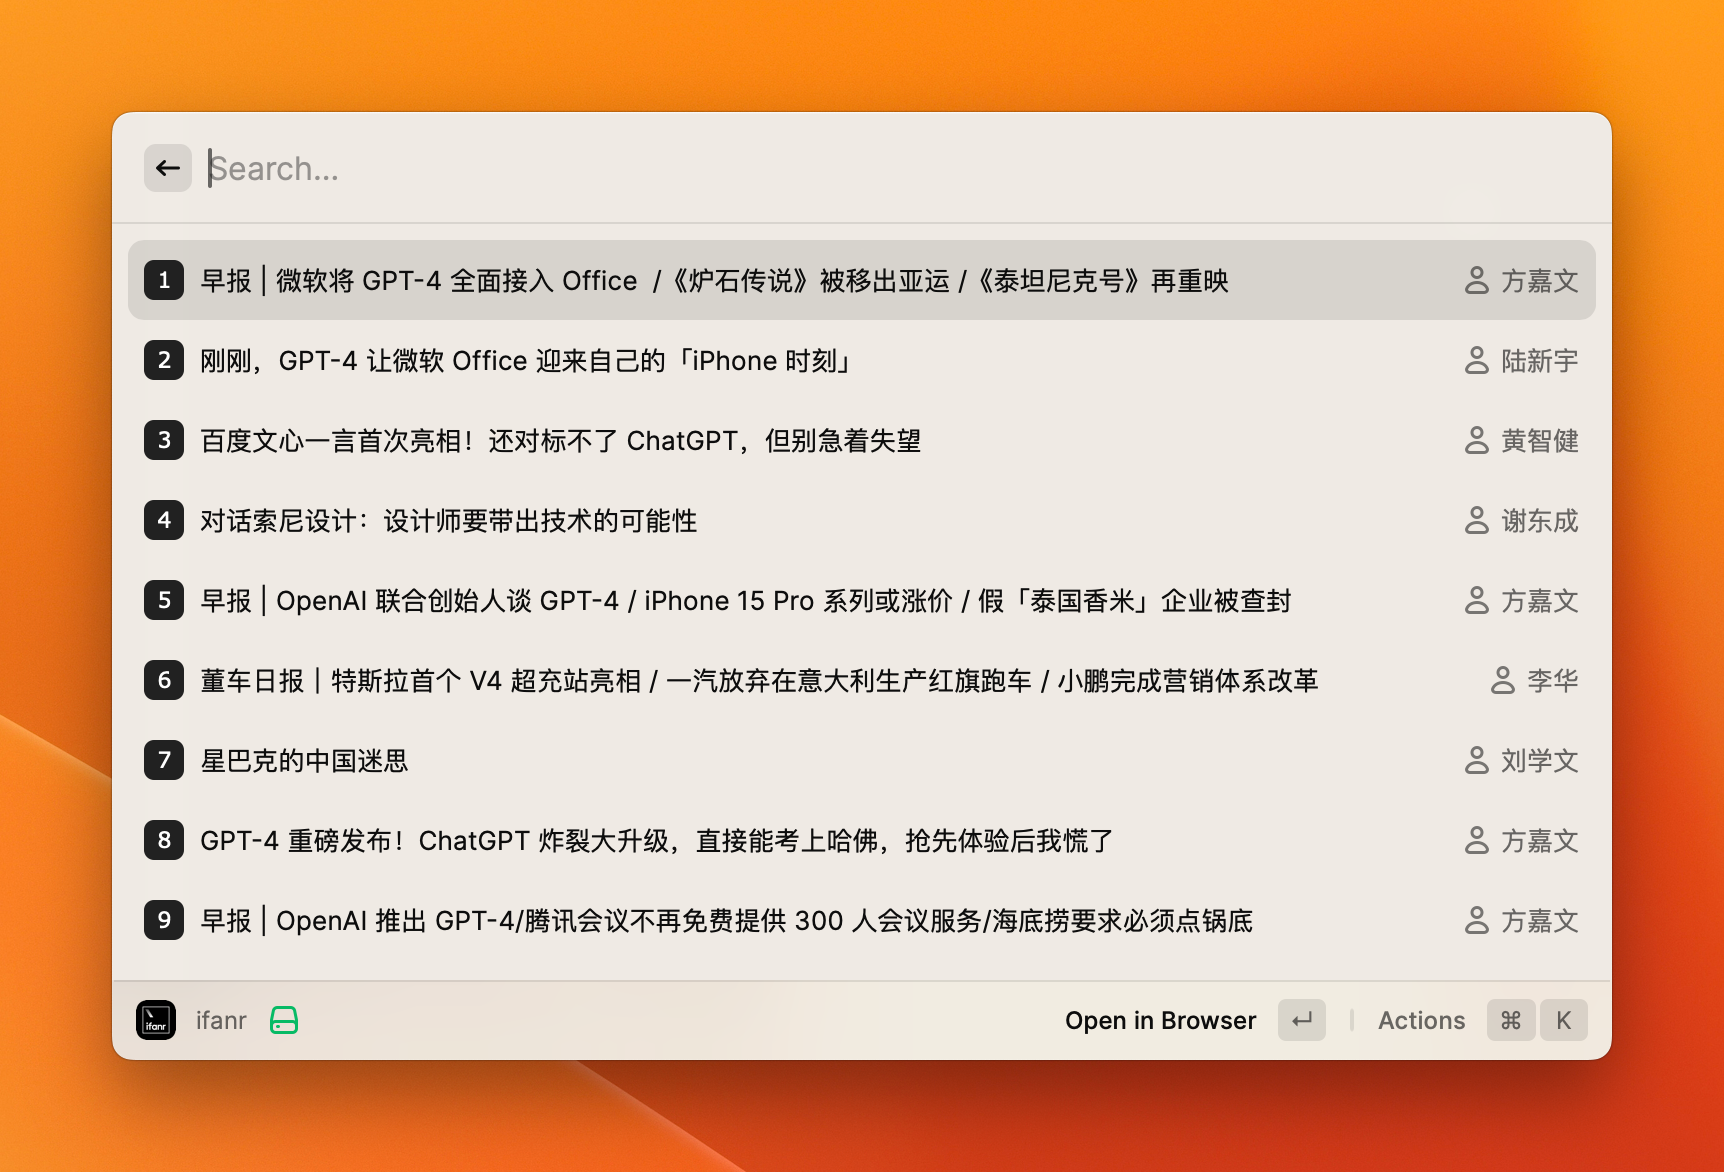 Search...
1 早报 | 微软将 GPT-4 全面接入 Office /《炉石传说》被移出亚运 /《泰坦尼克号》再重映 方嘉文
2 刚刚，GPT-4 让微软 Office 迎来自己的「iPhone 时刻」 陆新宇
3 百度文心一言首次亮相！还对标不了 ChatGPT，但别急着失望 黄智健
4 对话索尼设计：设计师要带出技术的可能性 谢东成
5 早报 | OpenAI 联合创始人谈 GPT-4 / iPhone 15 Pro 系列或涨价 / 假「泰国香米」企业被查封 方嘉文
6 董车日报｜特斯拉首个 V4 超充站亮相 / 一汽放弃在意大利生产红旗跑车 / 小鹏完成营销体系改革 李华
7 星巴克的中国迷思 刘学文
8 GPT-4 重磅发布！ChatGPT 炸裂大升级，直接能考上哈佛，抢先体验后我慌了 方嘉文
9 早报 | OpenAI 推出 GPT-4/腾讯会议不再免费提供 300 人会议服务/海底捞要求必须点锅底 方嘉文
ifanr ifanr Open in Browser ↵ | Actions ⌘ K